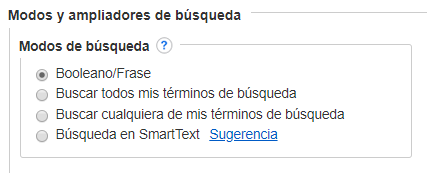 Modos y ampliadores de búsqueda
Modos de búsqueda ?
Booleano/Frase
Buscar todos mis términos de búsqueda
Buscar cualquiera de mis términos de búsqueda
Búsqueda en SmartText Sugerencia